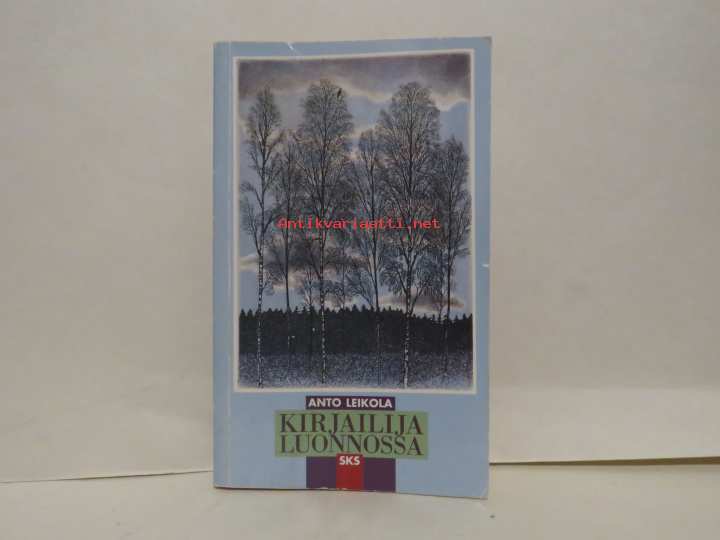 Antikvariaatti.net
ANTO LEIKOLA
KIRJAILIJA
LUONNOSSA
SKS